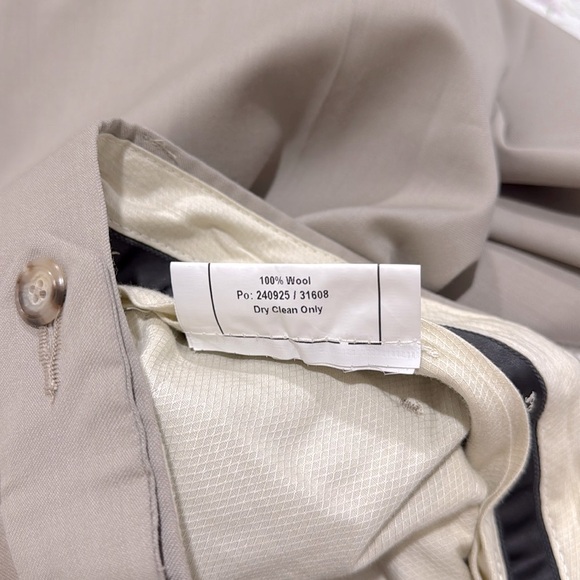 100% Wool
Po: 240925 / 31608
Dry Clean Only